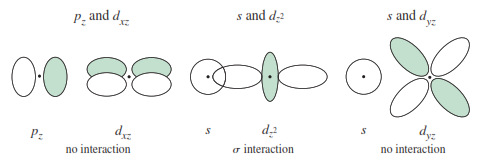 p_z and d_xz
s and d_z²
s and d_yz
p_z
d_xz
s
d_z²
s
d_yz
no interaction
σ interaction
no interaction